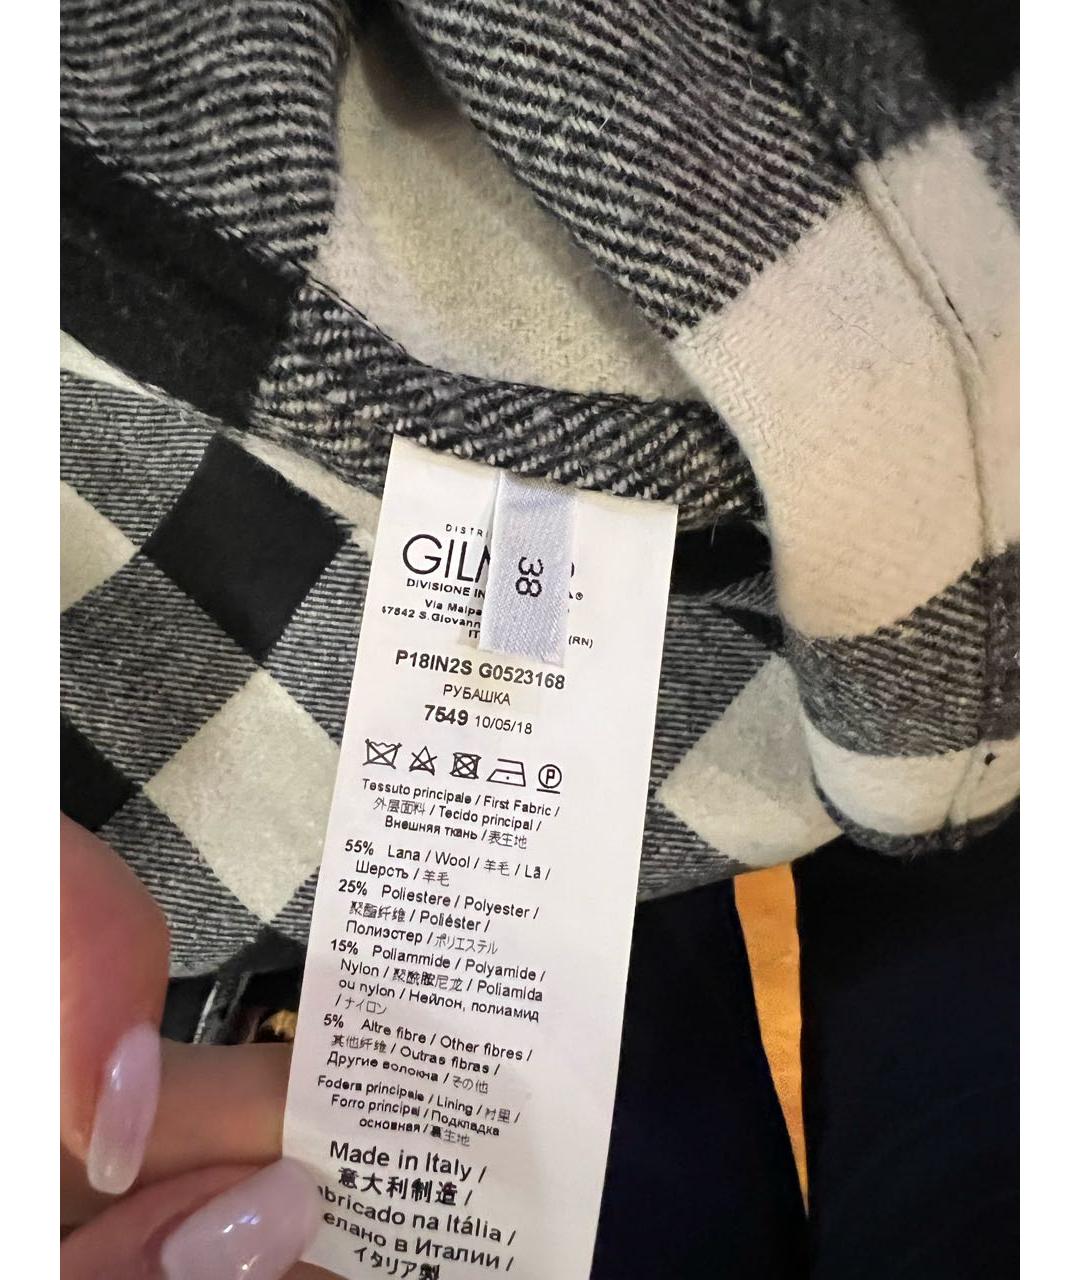 38
DIVISIONE IN
Via
47842 S.Giovann
(RN)
P18IN2S G0523168
РУБАШКА
7549 10/05/18
P
Tessuto principale / First Fabric /
外层面料 / Tecido principal /
Внешняя ткань / 表生地
55% Lana / Wool / 羊毛 / Lã /
Шерсть / 羊毛
25% Poliestere / Polyester /
聚酯纤维 / Poliéster /
Полиэстер / ポリエステル
15% Poliammide / Polyamide /
Nylon / 聚酰胺尼龙 / Poliamida
ou nylon / Нейлон, полиамид
/ ナイロン
5% Altre fibre / Other fibres /
其他纤维 / Outras fibras /
Другие волокна / その他
Fodera principale / Lining / 衬里 /
Forro principal / Подкладка
основная / 裏生地
Made in Italy /
意大利制造 /
bricado na Itália /
елано в Италии /
イタリア製